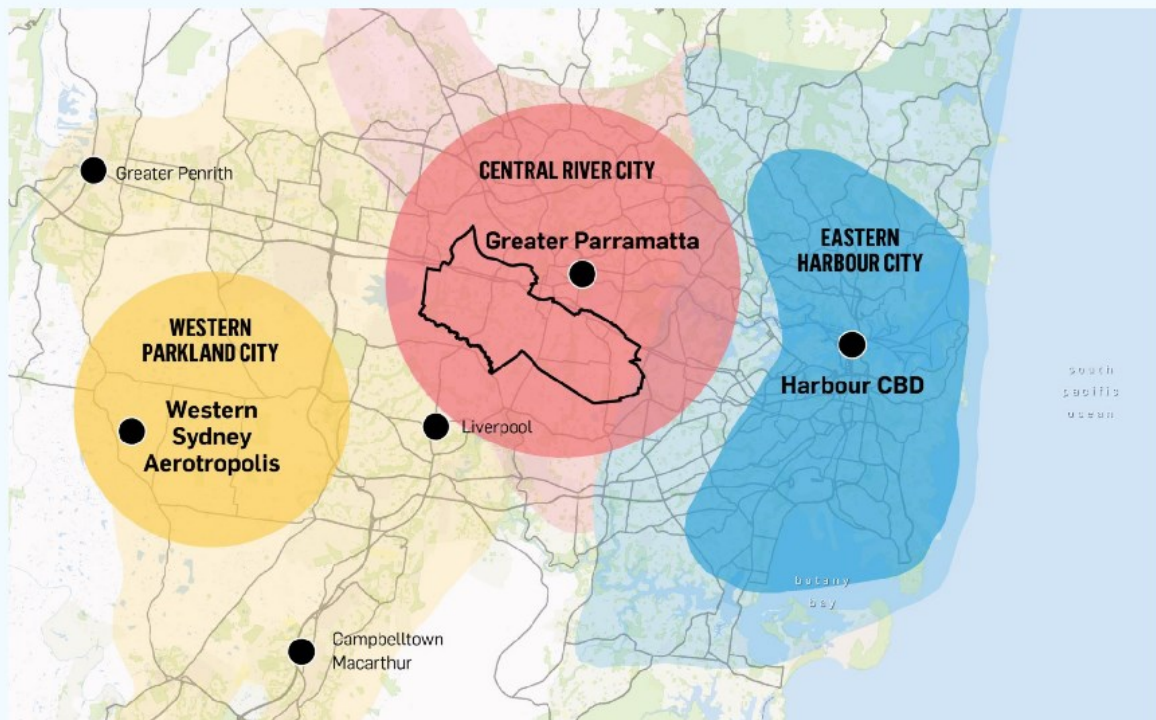 Greater Penrith
CENTRAL RIVER CITY
Greater Parramatta
EASTERN
HARBOUR CITY
WESTERN
PARKLAND CITY
Harbour CBD
south
pacific
ocean
Western
Sydney
Aerotropolis
Liverpool
botany
bay
Campbelltown
Macarthur